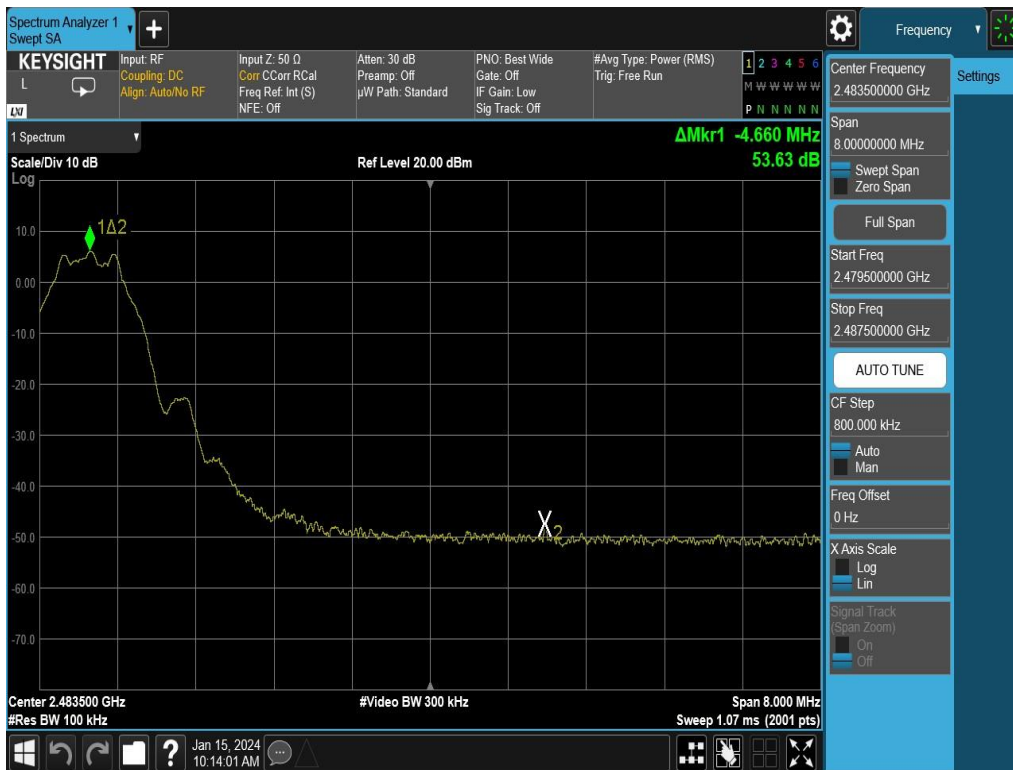 Spectrum Analyzer 1
Swept SA
Frequency
KEYSIGHT
L
LXI
Input: RF
Coupling: DC
Align: Auto/No RF
Input Z: 50 Ω
Corr CCorr RCal
Freq Ref: Int (S)
NFE: Off
Atten: 30 dB
Preamp: Off
µW Path: Standard
PNO: Best Wide
Gate: Off
IF Gain: Low
Sig Track: Off
#Avg Type: Power (RMS)
Trig: Free Run
1 2 3 4 5 6
M W W W W W
P N N N N N
Center Frequency
2.483500000 GHz
Settings
1 Spectrum
ΔMkr1 -4.660 MHz
53.63 dB
Scale/Div 10 dB
Ref Level 20.00 dBm
Log
10.0
0.00
-10.0
-20.0
-30.0
-40.0
-50.0
-60.0
-70.0
1Δ2
X2
Span
8.00000000 MHz
Swept Span
Zero Span
Full Span
Start Freq
2.479500000 GHz
Stop Freq
2.487500000 GHz
AUTO TUNE
CF Step
800.000 kHz
Auto
Man
Freq Offset
0 Hz
X Axis Scale
Log
Lin
Signal Track
(Span Zoom)
On
Off
Center 2.483500 GHz
#Video BW 300 kHz
Span 8.000 MHz
#Res BW 100 kHz
Sweep 1.07 ms (2001 pts)
?
Jan 15, 2024
10:14:01 AM